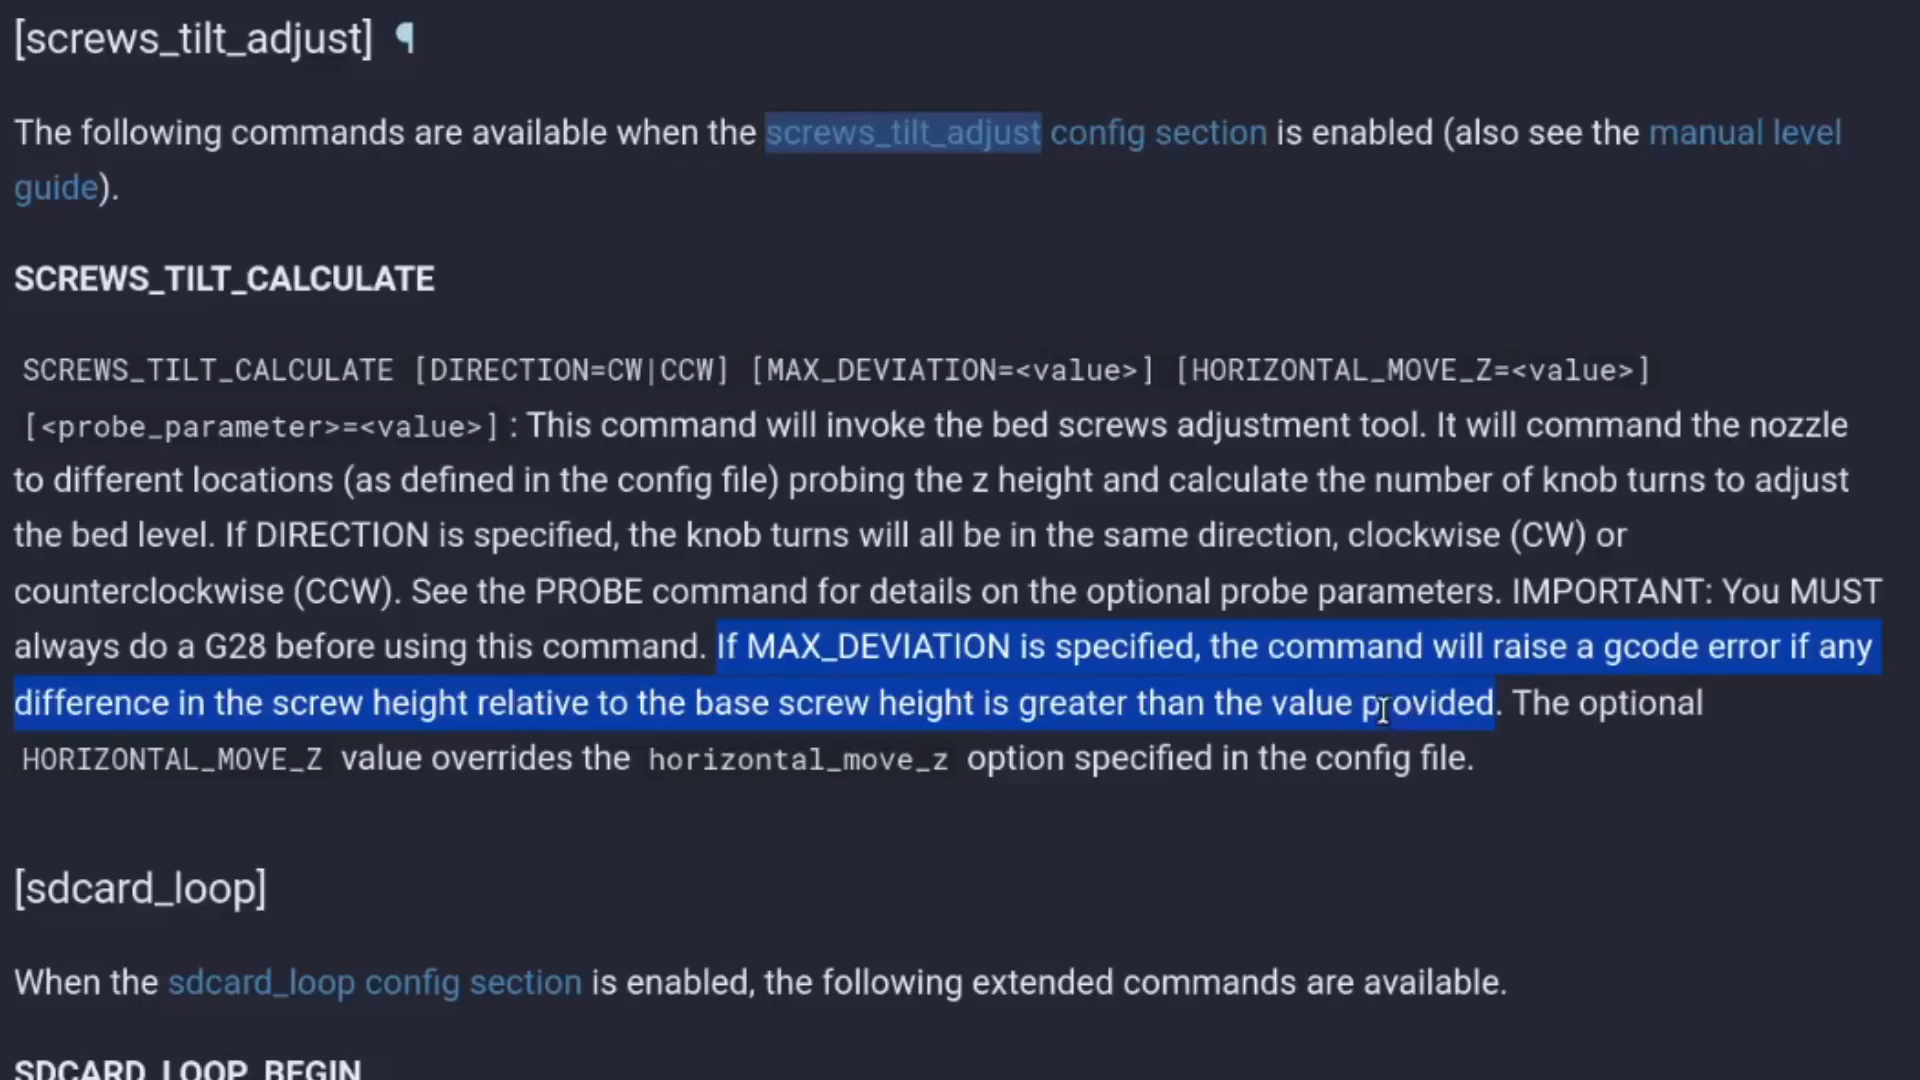 [screws_tilt_adjust] ¶
The following commands are available when the screws_tilt_adjust config section is enabled (also see the manual level
guide).
SCREWS_TILT_CALCULATE
SCREWS_TILT_CALCULATE [DIRECTION=CW|CCW] [MAX_DEVIATION=<value>] [HORIZONTAL_MOVE_Z=<value>]
[<probe_parameter>=<value>] : This command will invoke the bed screws adjustment tool. It will command the nozzle
to different locations (as defined in the config file) probing the z height and calculate the number of knob turns to adjust
the bed level. If DIRECTION is specified, the knob turns will all be in the same direction, clockwise (CW) or
counterclockwise (CCW). See the PROBE command for details on the optional probe parameters. IMPORTANT: You MUST
always do a G28 before using this command. If MAX_DEVIATION is specified, the command will raise a gcode error if any
difference in the screw height relative to the base screw height is greater than the value provided. The optional
HORIZONTAL_MOVE_Z value overrides the horizontal_move_z option specified in the config file.
[sdcard_loop]
When the sdcard_loop config section is enabled, the following extended commands are available.
SDCARD_LOOP_BEGIN